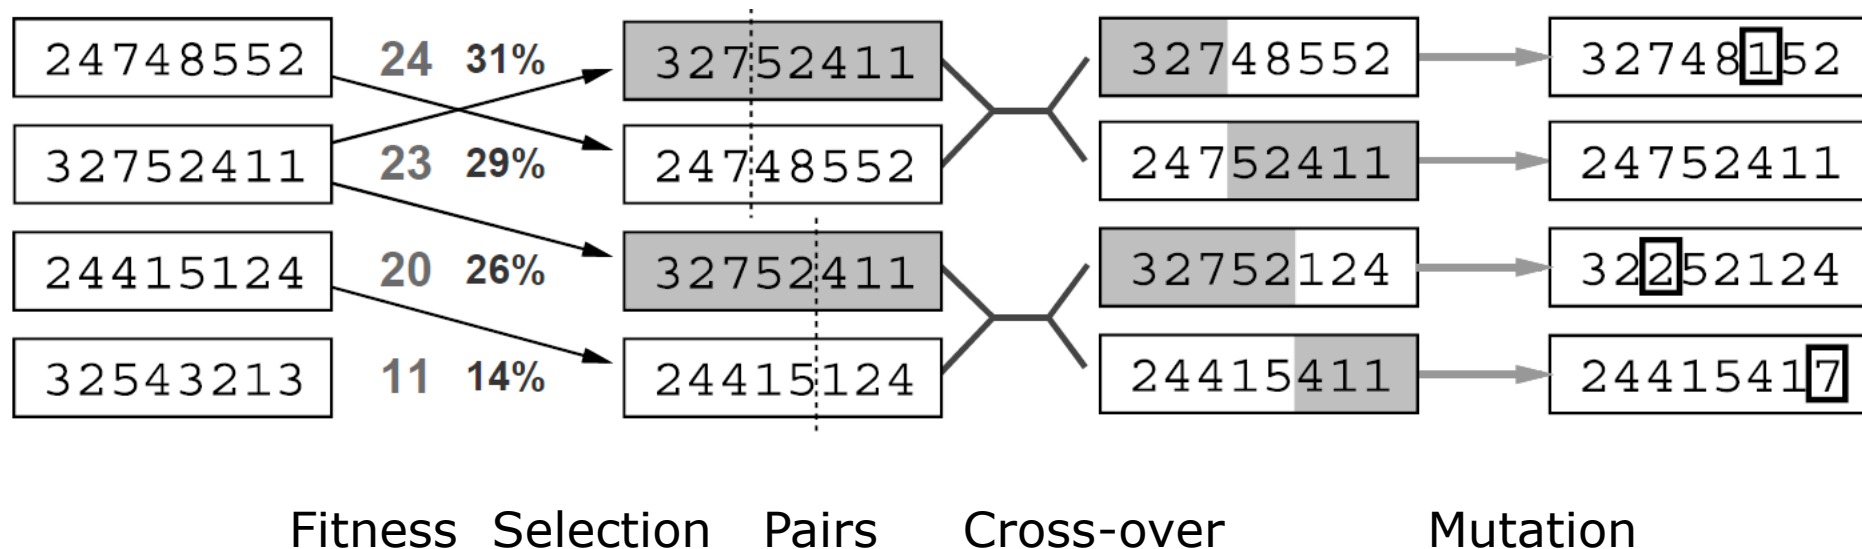 24748552 24 31% 32752411 32748552 32748152
32752411 23 29% 24748552 24752411 24752411
24415124 20 26% 32752411 32752124 32252124
32543213 11 14% 24415124 24415411 24415417
Fitness Selection Pairs Cross-over Mutation